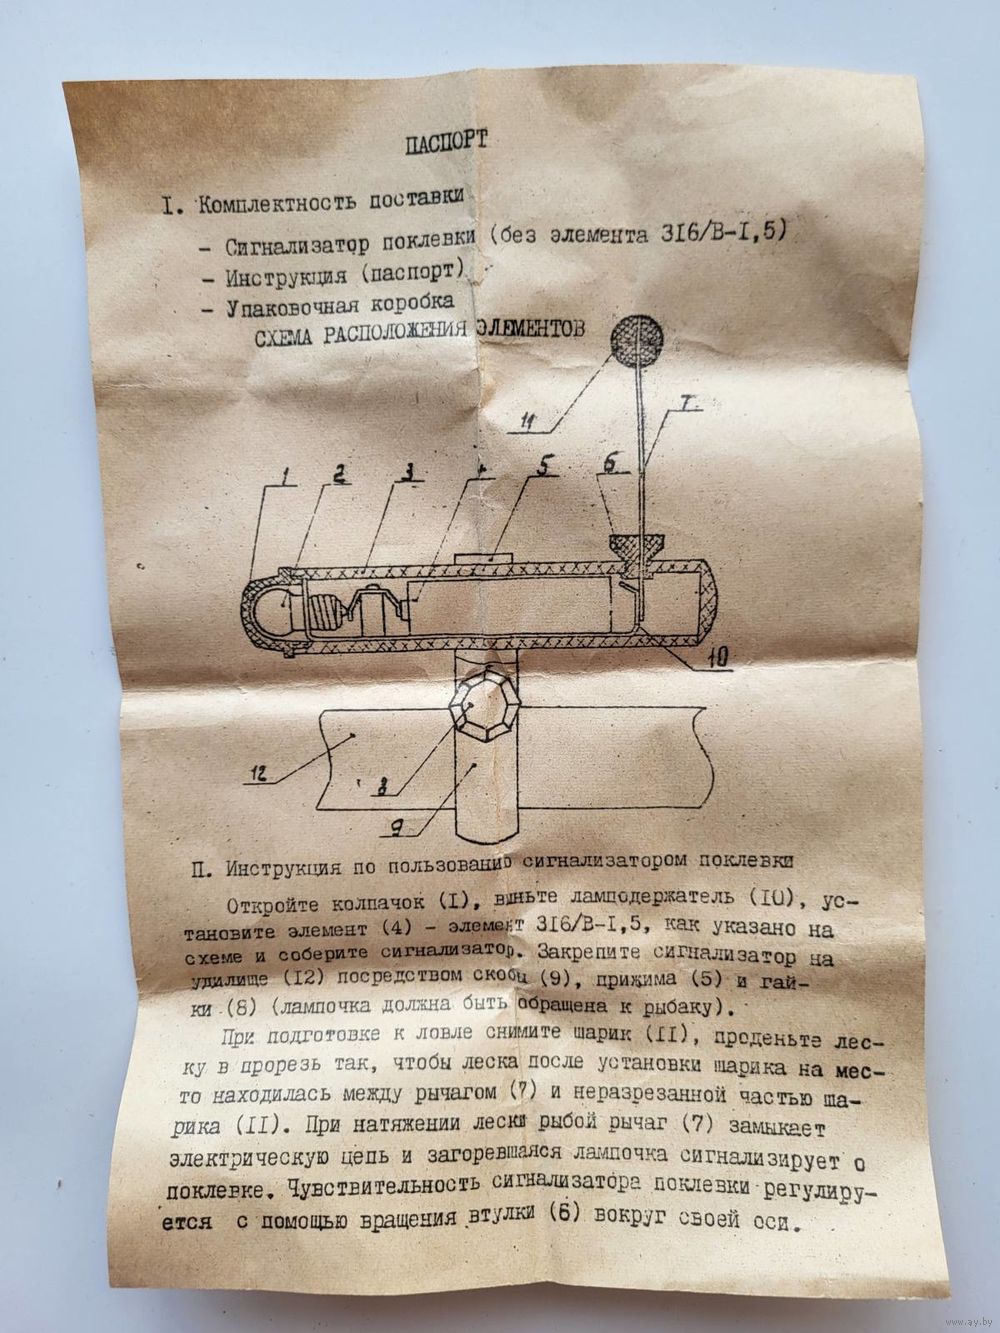 ПАСПОРТ
I. Комплектность поставки
- Сигнализатор поклевки (без элемента 3I6/В-I,5)
- Инструкция (паспорт)
- Упаковочная коробка
СХЕМА РАСПОЛОЖЕНИЯ ЭЛЕМЕНТОВ
11 7
1 2 3 4 5 6
10
12
8
9
П. Инструкция по пользованию сигнализатором поклевки
Откройте колпачок (I), выньте ламподержатель (IO), ус-
тановите элемент (4) - элемент 3I6/В-I,5, как указано на
схеме и соберите сигнализатор. Закрепите сигнализатор на
удилище (I2) посредством скобы (9), прижима (5) и гай-
ки (8) (лампочка должна быть обращена к рыбаку).
При подготовке к ловле снимите шарик (II), проденьте лес-
ку в прорезь так, чтобы леска после установки шарика на мес-
то находилась между рычагом (7) и неразрезанной частью ша-
рика (II). При натяжении лески рыбой рычаг (7) замыкает
электрическую цепь и загоревшаяся лампочка сигнализирует о
поклевке. Чувствительность сигнализатора поклевки регулиру-
ется с помощью вращения втулки (6) вокруг своей оси.
www.ay.by